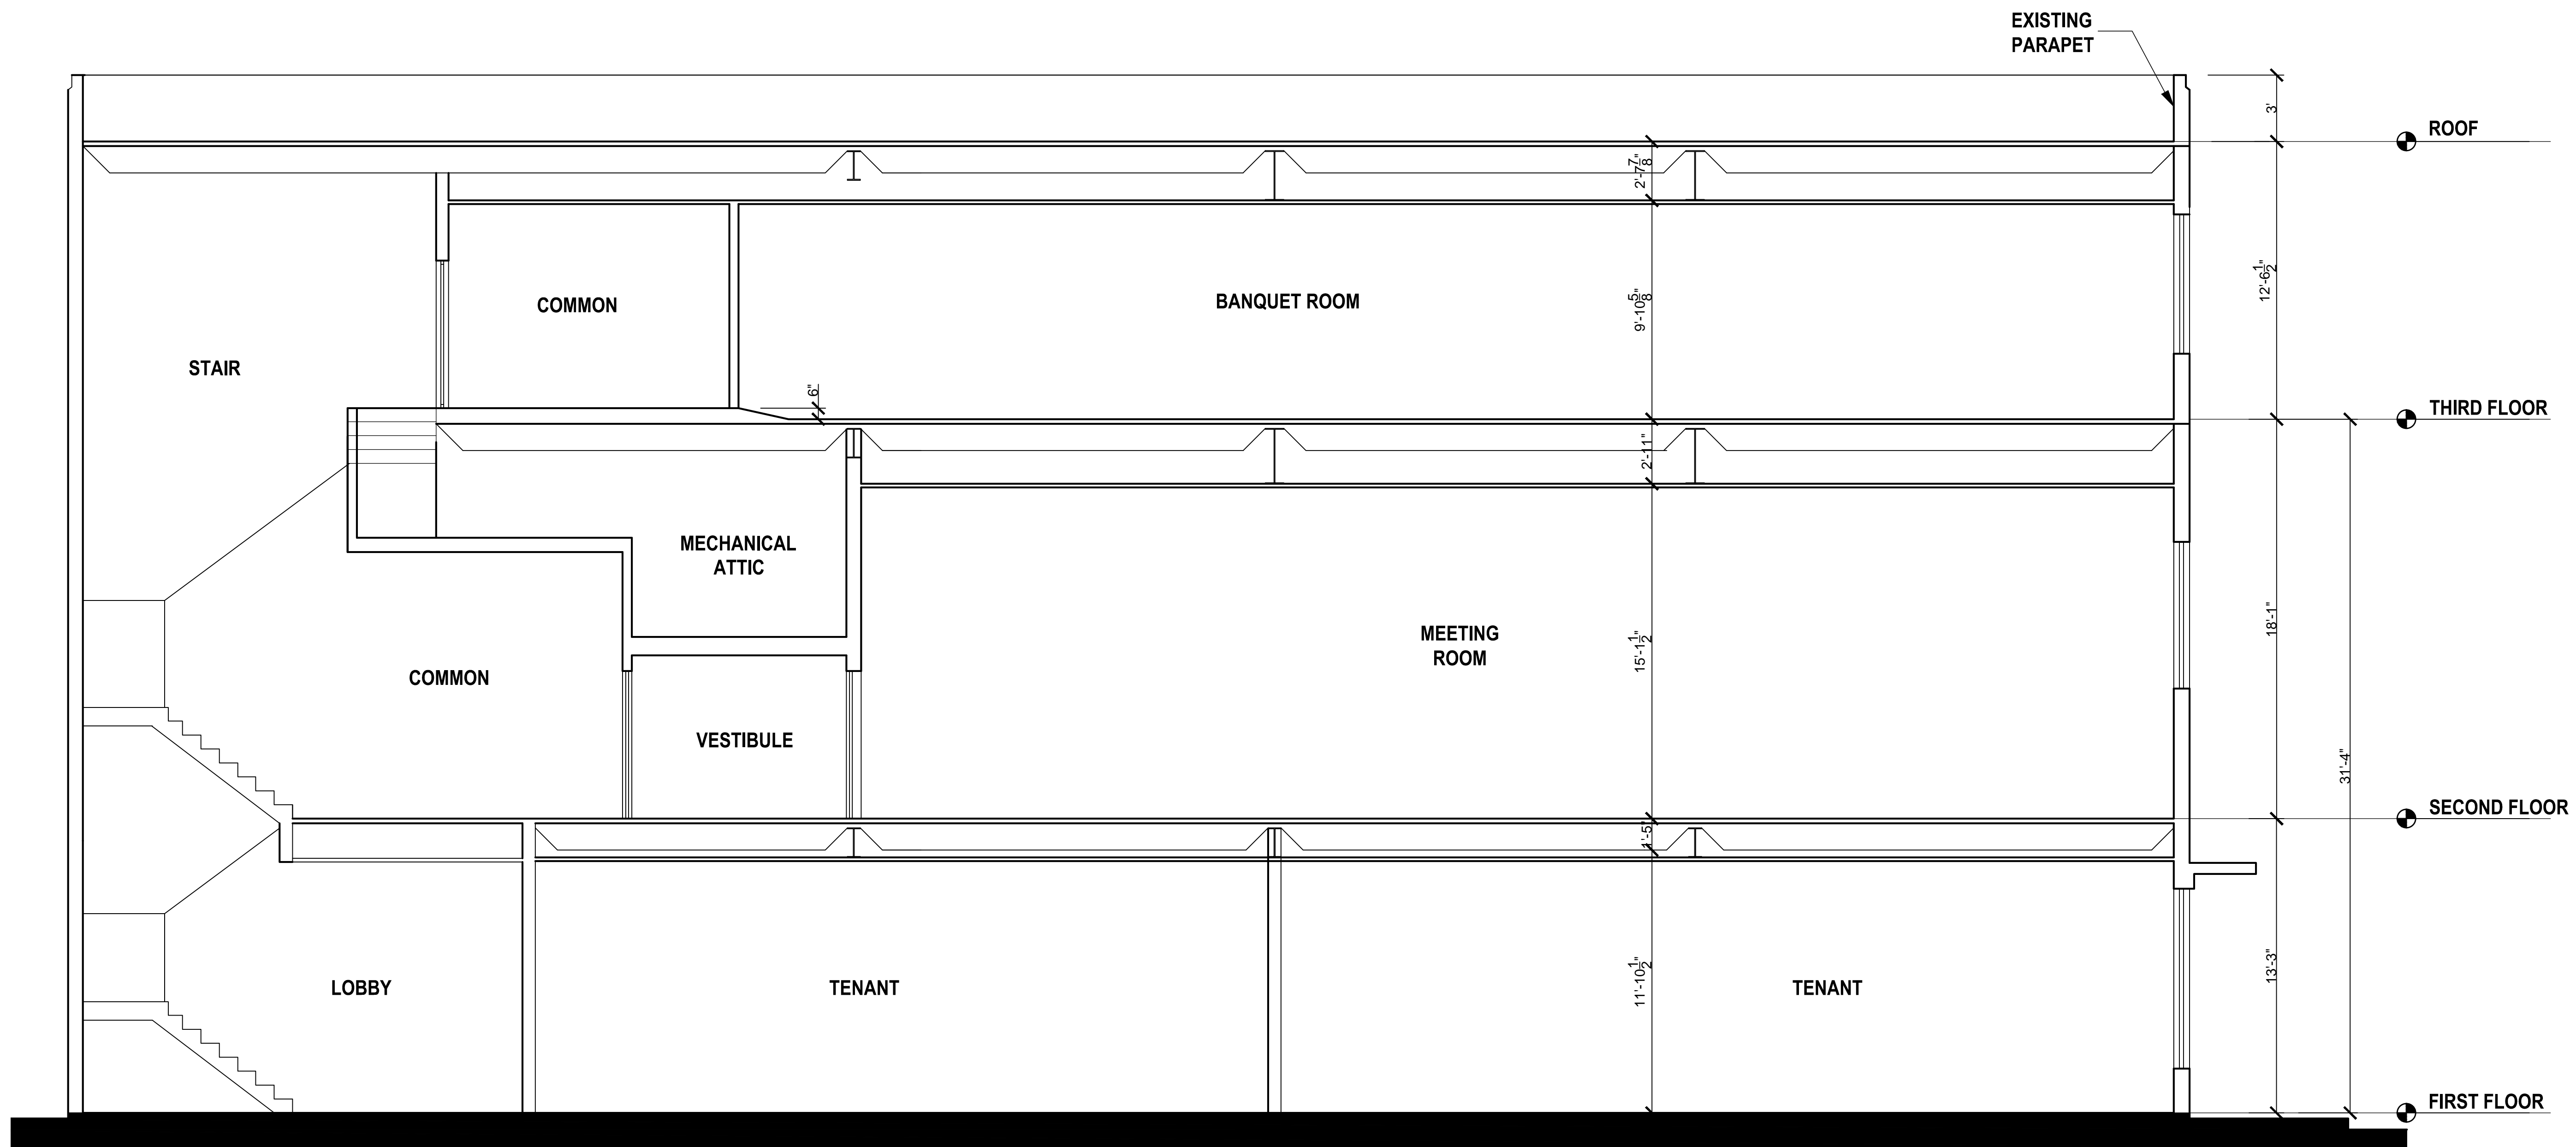 EXISTING
PARAPET
3'
ROOF
2'-7 7/8"
12'-6 1/2"
COMMON
BANQUET ROOM
9'-10 5/8"
STAIR
6"
THIRD FLOOR
2'-11"
MECHANICAL
ATTIC
18'-1"
MEETING
ROOM
15'-1 1/2"
COMMON
VESTIBULE
31'-4"
SECOND FLOOR
1'-5"
13'-3"
LOBBY
TENANT
11'-10 1/2"
TENANT
FIRST FLOOR